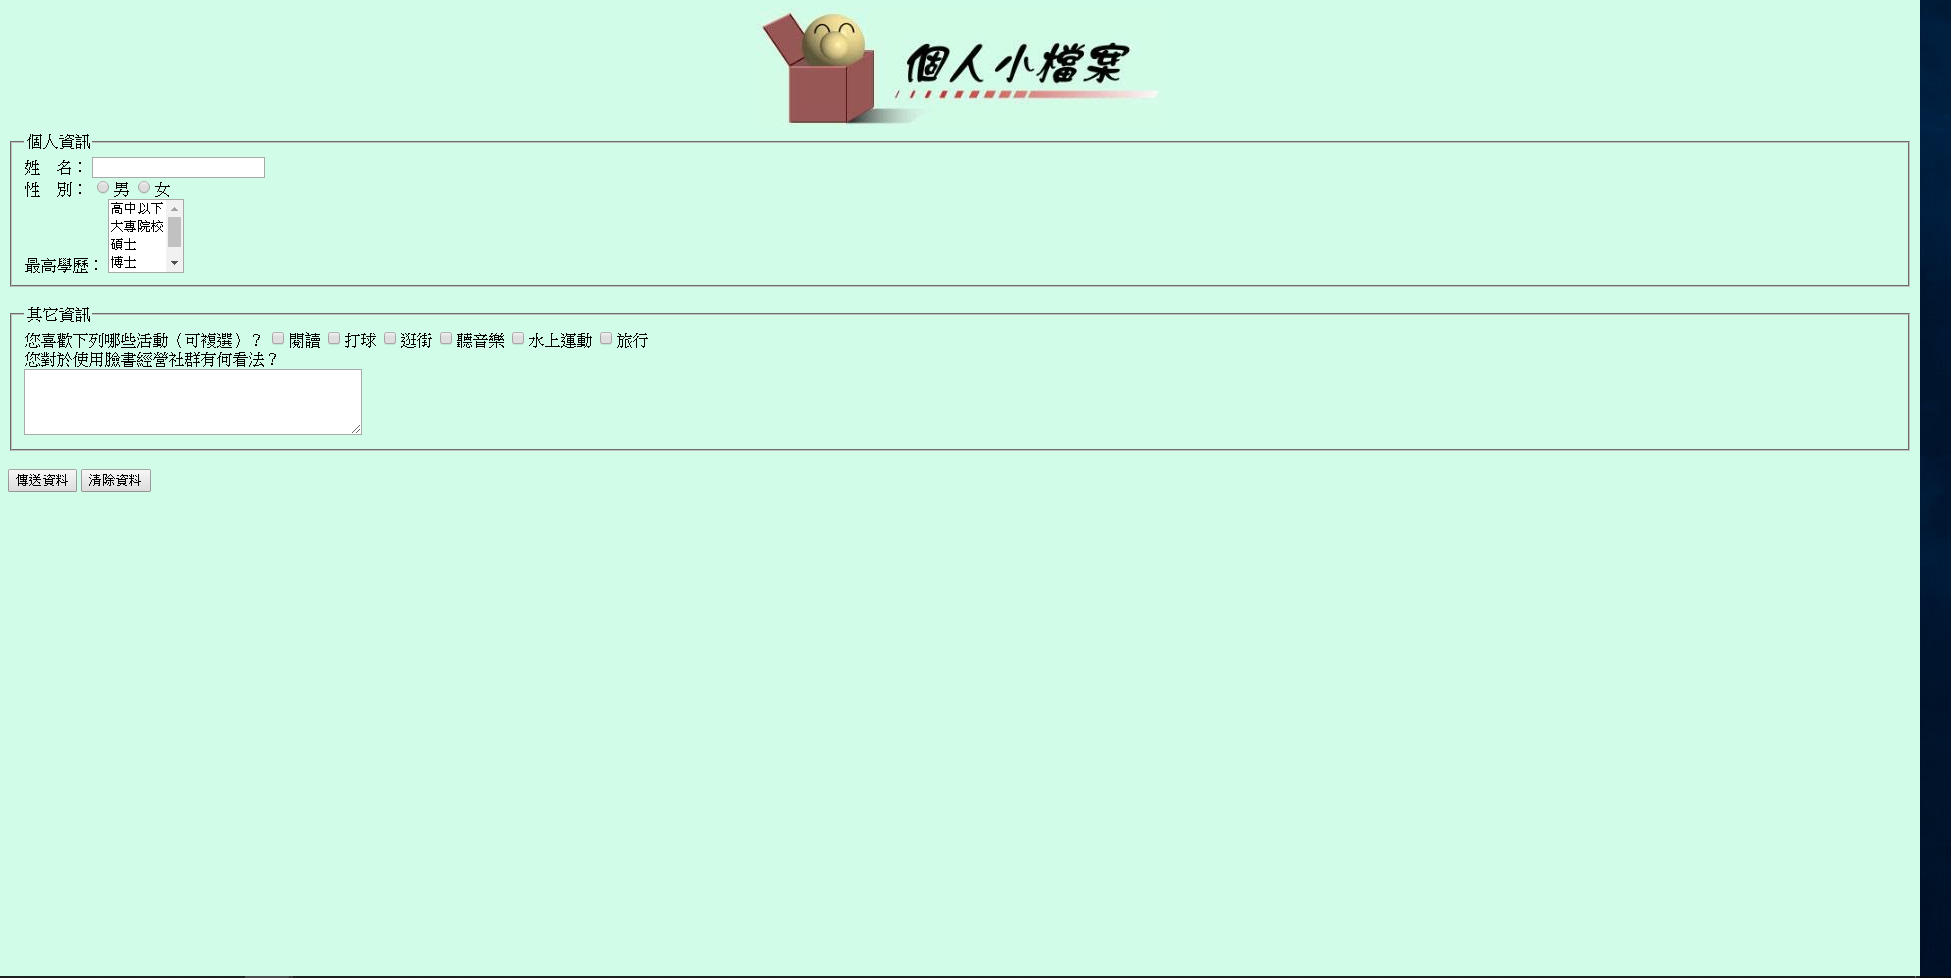 個人小檔案
個人資訊
姓　名：
性　別： 男 女
高中以下
大專院校
碩士
博士
最高學歷：
其它資訊
您喜歡下列哪些活動（可複選）？ 閱讀 打球 逛街 聽音樂 水上運動 旅行
您對於使用臉書經營社群有何看法？
傳送資料 清除資料